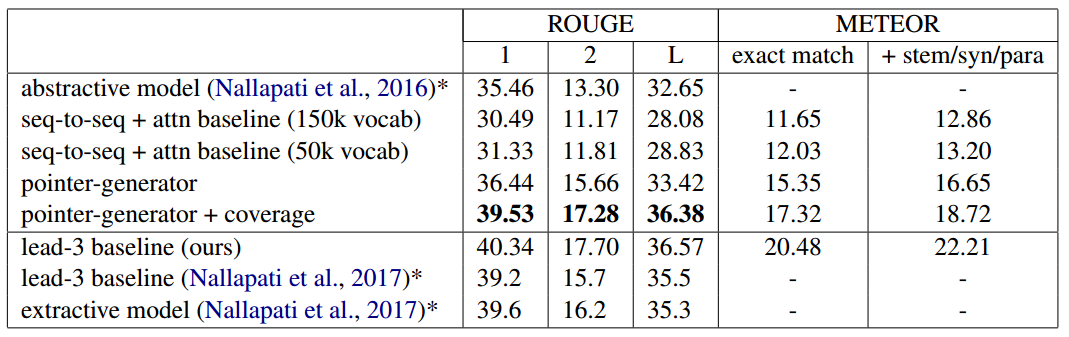 ROUGE METEOR
1 2 L exact match + stem/syn/para
abstractive model (Nallapati et al., 2016)* 35.46 13.30 32.65 - -
seq-to-seq + attn baseline (150k vocab) 30.49 11.17 28.08 11.65 12.86
seq-to-seq + attn baseline (50k vocab) 31.33 11.81 28.83 12.03 13.20
pointer-generator 36.44 15.66 33.42 15.35 16.65
pointer-generator + coverage 39.53 17.28 36.38 17.32 18.72
lead-3 baseline (ours) 40.34 17.70 36.57 20.48 22.21
lead-3 baseline (Nallapati et al., 2017)* 39.2 15.7 35.5 - -
extractive model (Nallapati et al., 2017)* 39.6 16.2 35.3 - -